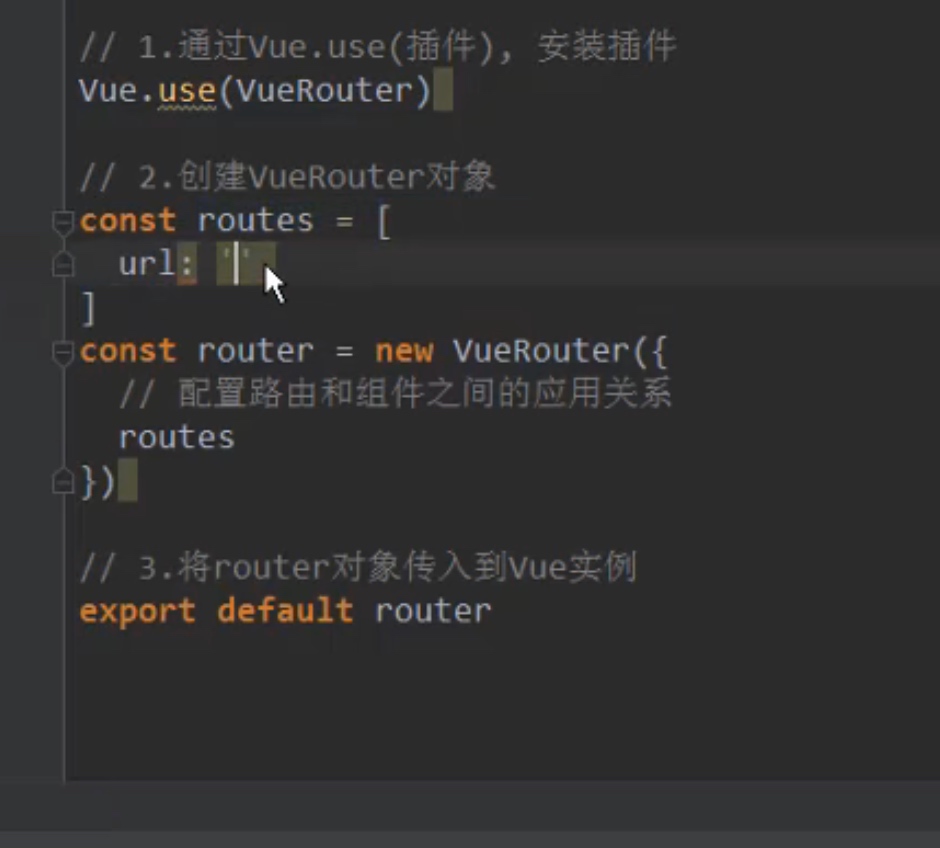 // 1.通过Vue.use(插件), 安装插件
Vue.use(VueRouter)
// 2.创建VueRouter对象
const routes = [
url: ''
]
const router = new VueRouter({
// 配置路由和组件之间的应用关系
routes
})
// 3.将router对象传入到Vue实例
export default router